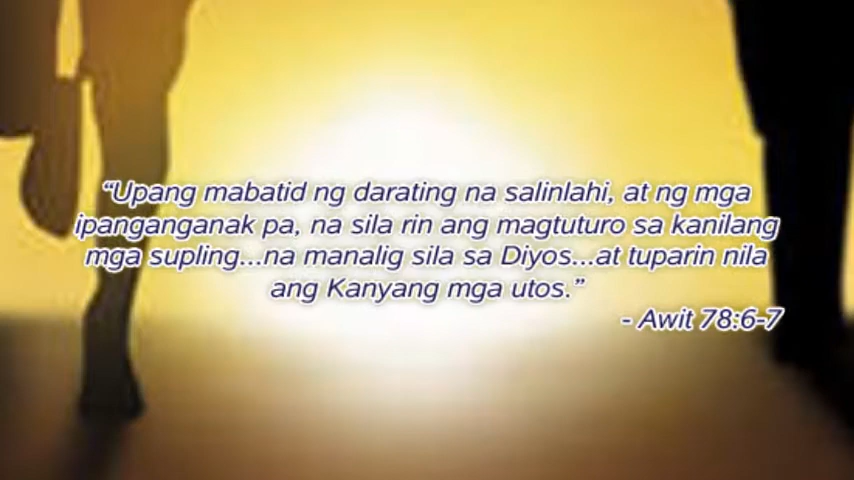 “Upang mabatid ng darating na salinlahi, at ng mga
ipanganganak pa, na sila rin ang magtuturo sa kanilang
mga supling...na manalig sila sa Diyos...at tuparin nila
ang Kanyang mga utos.”
- Awit 78:6-7